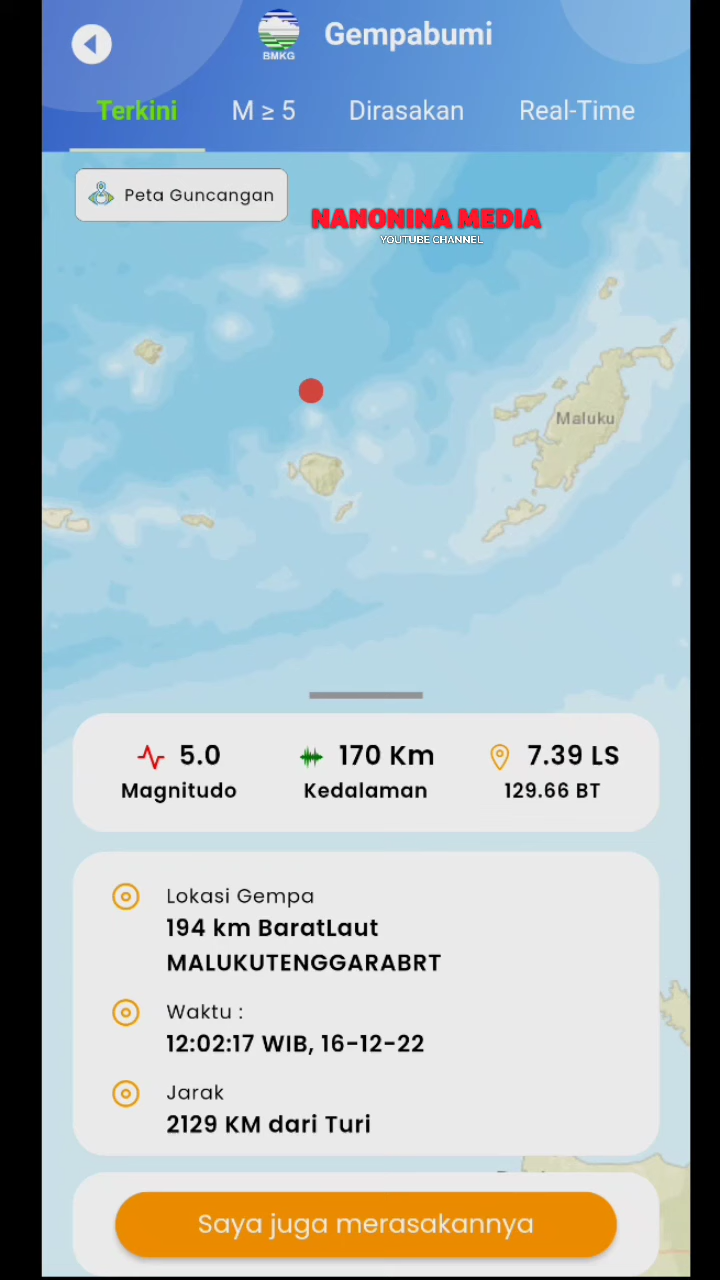 BMKG
Gempabumi
Terkini
M ≥ 5
Dirasakan
Real-Time
Peta Guncangan
NANONINA MEDIA
YOUTUBE CHANNEL
Maluku
5.0
Magnitudo
170 Km
Kedalaman
7.39 LS
129.66 BT
Lokasi Gempa
194 km BaratLaut
MALUKUTENGGARABRT
Waktu :
12:02:17 WIB, 16-12-22
Jarak
2129 KM dari Turi
Saya juga merasakannya